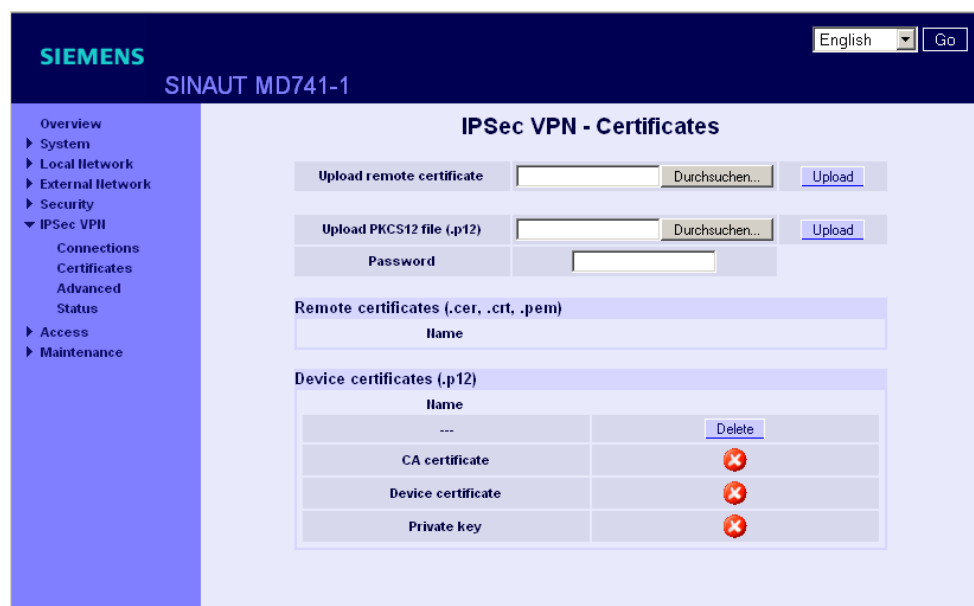 SIEMENS
English Go
SINAUT MD741-1
Overview
System
Local Network
External Network
Security
IPSec VPN
Connections
Certificates
Advanced
Status
Access
Maintenance
IPSec VPN - Certificates
Upload remote certificate Durchsuchen... Upload
Upload PKCS12 file (.p12) Durchsuchen... Upload
Password
Remote certificates (.cer, .crt, .pem)
Name
Device certificates (.p12)
Name
--- Delete
CA certificate
Device certificate
Private key